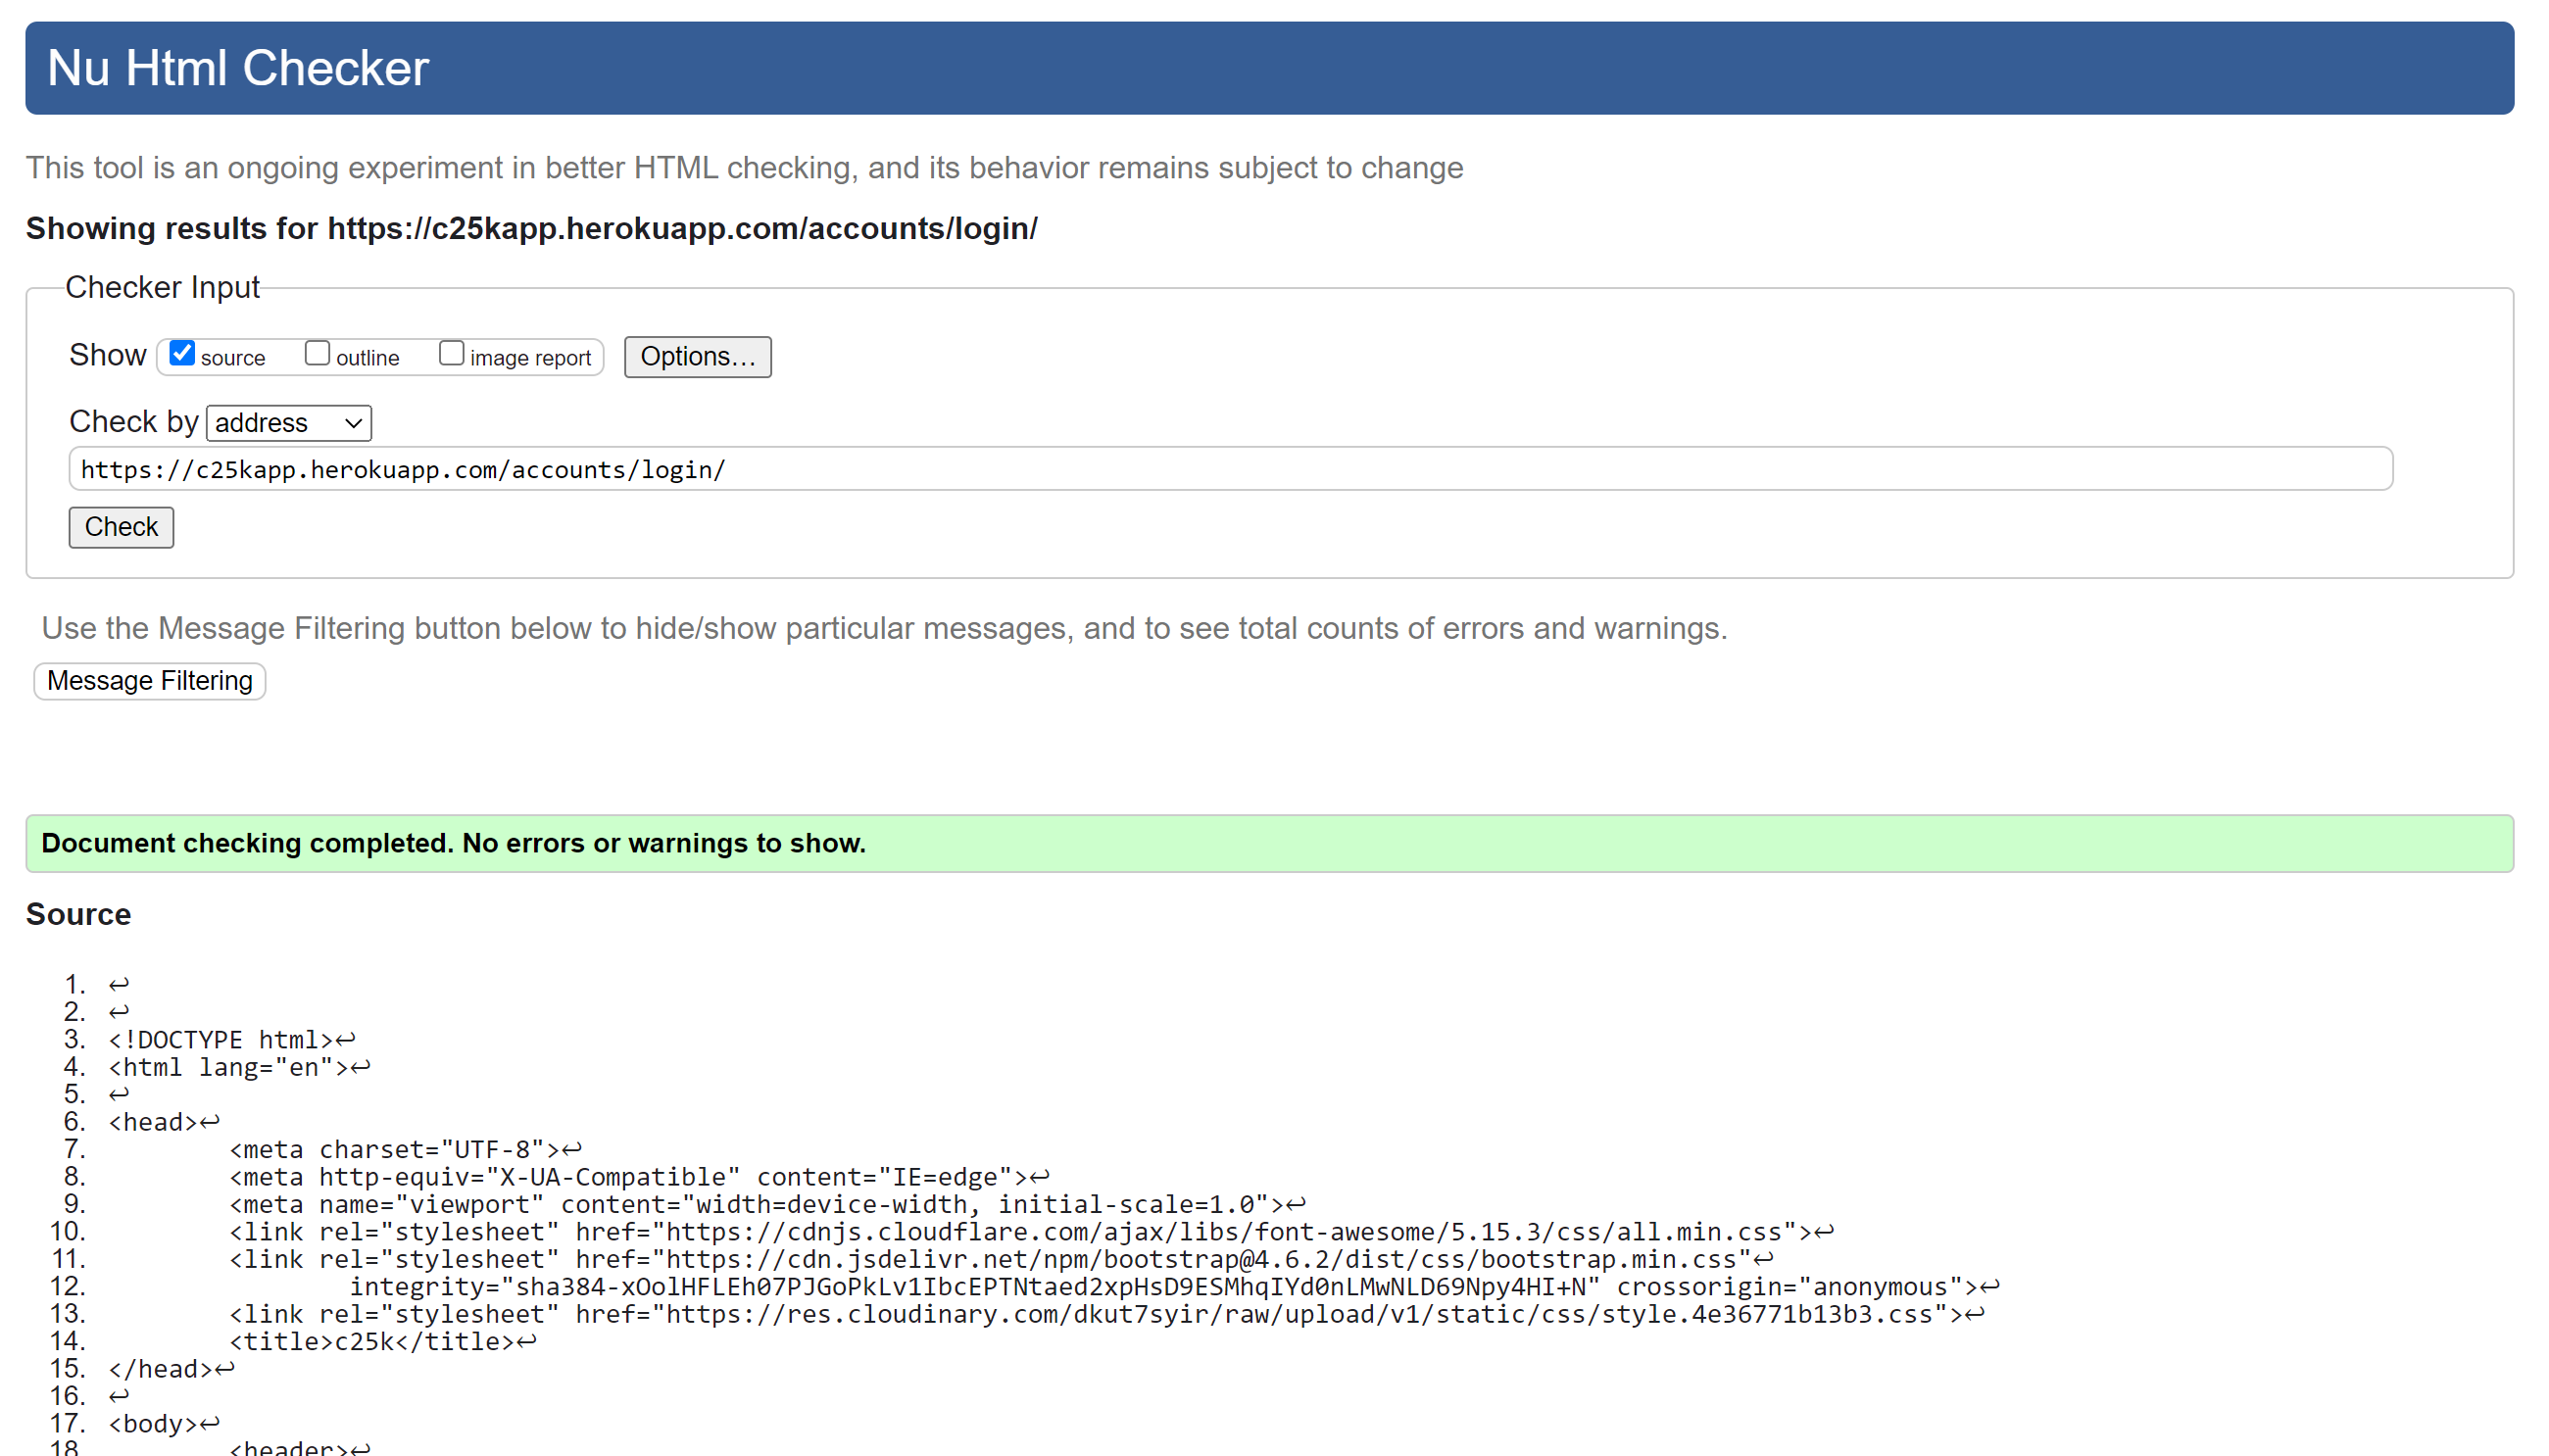 Nu Html Checker
This tool is an ongoing experiment in better HTML checking, and its behavior remains subject to change
Showing results for https://c25kapp.herokuapp.com/accounts/login/
Checker Input
Show source outline image report Options…
Check by address
https://c25kapp.herokuapp.com/accounts/login/
Check
Use the Message Filtering button below to hide/show particular messages, and to see total counts of errors and warnings.
Message Filtering
Document checking completed. No errors or warnings to show.
Source
1. ↩
2. ↩
3. <!DOCTYPE html>↩
4. <html lang="en">↩
5. ↩
6. <head>↩
7. <meta charset="UTF-8">↩
8. <meta http-equiv="X-UA-Compatible" content="IE=edge">↩
9. <meta name="viewport" content="width=device-width, initial-scale=1.0">↩
10. <link rel="stylesheet" href="https://cdnjs.cloudflare.com/ajax/libs/font-awesome/5.15.3/css/all.min.css">↩
11. <link rel="stylesheet" href="https://cdn.jsdelivr.net/npm/bootstrap@4.6.2/dist/css/bootstrap.min.css"↩
12. integrity="sha384-xOolHFLEh07PJGoPkLv1IbcEPTNtaed2xpHsD9ESMhqIYd0nLMwNLD69Npy4HI+N" crossorigin="anonymous">↩
13. <link rel="stylesheet" href="https://res.cloudinary.com/dkut7syir/raw/upload/v1/static/css/style.4e36771b13b3.css">↩
14. <title>c25k</title>↩
15. </head>↩
16. ↩
17. <body>↩
18. <header>↩